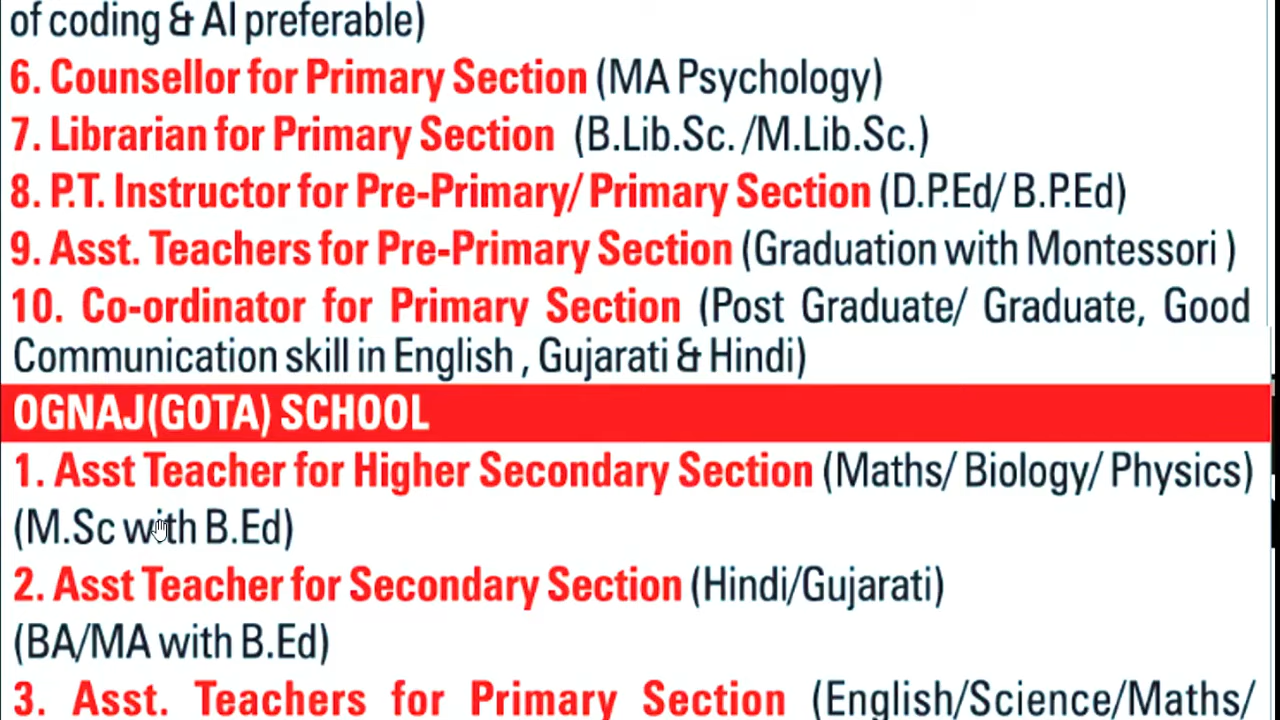 of coding & AI preferable)
6. Counsellor for Primary Section (MA Psychology)
7. Librarian for Primary Section (B.Lib.Sc. /M.Lib.Sc.)
8. P.T. Instructor for Pre-Primary/ Primary Section (D.P.Ed/ B.P.Ed)
9. Asst. Teachers for Pre-Primary Section (Graduation with Montessori )
10. Co-ordinator for Primary Section (Post Graduate/ Graduate, Good
Communication skill in English , Gujarati & Hindi)
OGNAJ(GOTA) SCHOOL
1. Asst Teacher for Higher Secondary Section (Maths/ Biology/ Physics)
(M.Sc with B.Ed)
2. Asst Teacher for Secondary Section (Hindi/Gujarati)
(BA/MA with B.Ed)
3. Asst. Teachers for Primary Section (English/Science/Maths/